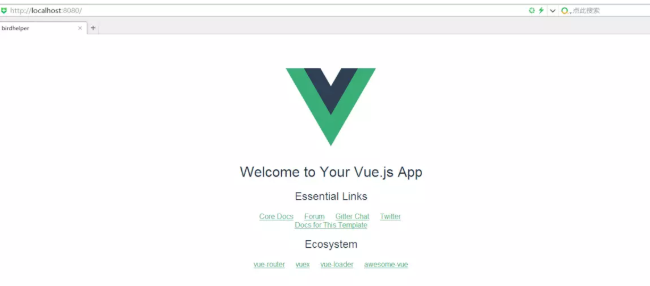 http://localhost:8080/
点此搜索
birdhelper
Welcome to Your Vue.js App
Essential Links
Core Docs Forum Gitter Chat Twitter
Docs for This Template
Ecosystem
vue-router vuex vue-loader awesome-vue